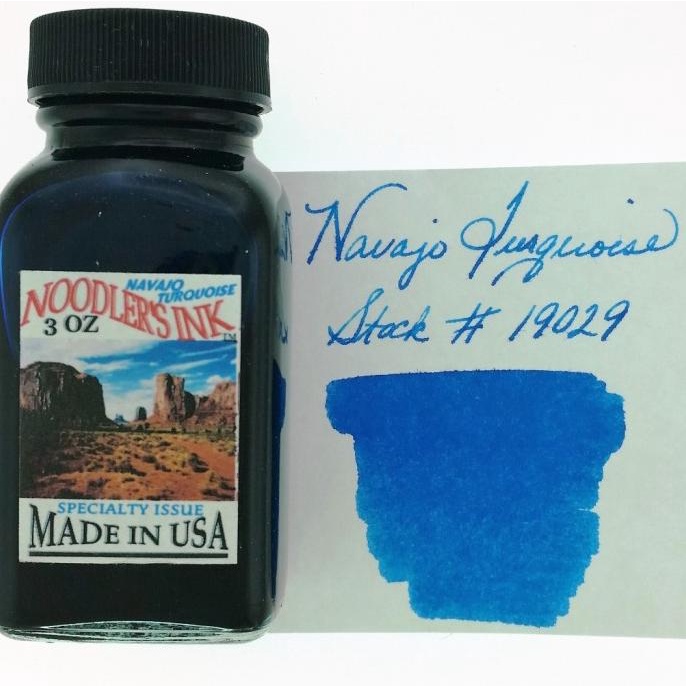 NAVAJO
TURQUOISE
NOODLER'S INK
TM
3 OZ
SPECIALTY ISSUE
MADE IN USA
Navajo Turquoise
Stock # 19029